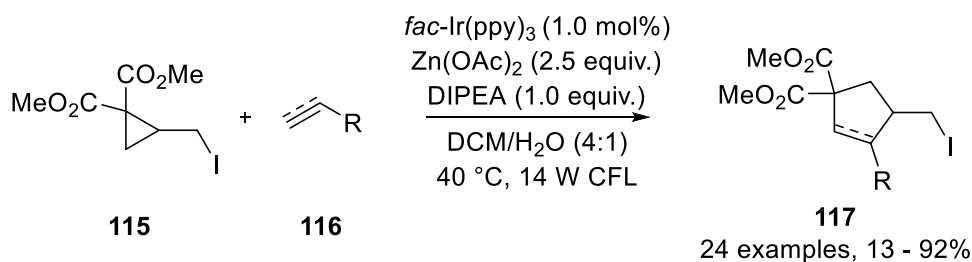 fac-Ir(ppy)3 (1.0 mol%)
Zn(OAc)2 (2.5 equiv.)
DIPEA (1.0 equiv.)
DCM/H2O (4:1)
40 °C, 14 W CFL
CO2Me
MeO2C
I
+
R
MeO2C
MeO2C
I
R
115
116
117
24 examples, 13 - 92%